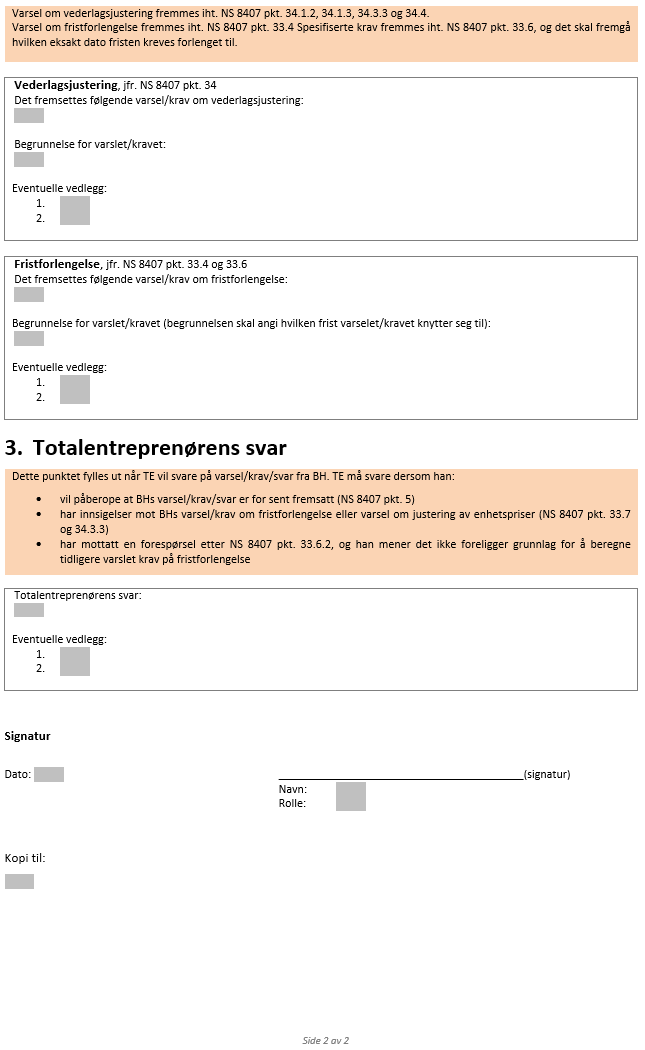 Varsel om vederlagsjustering fremmes iht. NS 8407 pkt. 34.1.2, 34.1.3, 34.3.3 og 34.4.
Varsel om fristforlengelse fremmes iht. NS 8407 pkt. 33.4 Spesifiserte krav fremmes iht. NS 8407 pkt. 33.6, og det skal fremgå
hvilken eksakt dato fristen kreves forlenget til.
Vederlagsjustering, jfr. NS 8407 pkt. 34
Det fremsettes følgende varsel/krav om vederlagsjustering:
Begrunnelse for varslet/kravet:
Eventuelle vedlegg:
1.
2.
Fristforlengelse, jfr. NS 8407 pkt. 33.4 og 33.6
Det fremsettes følgende varsel/krav om fristforlengelse:
Begrunnelse for varslet/kravet (begrunnelsen skal angi hvilken frist varselet/kravet knytter seg til):
Eventuelle vedlegg:
1.
2.
3. Totalentreprenørens svar
Dette punktet fylles ut når TE vil svare på varsel/krav/svar fra BH. TE må svare dersom han:
• vil påberope at BHs varsel/krav/svar er for sent fremsatt (NS 8407 pkt. 5)
• har innsigelser mot BHs varsel/krav om fristforlengelse eller varsel om justering av enhetspriser (NS 8407 pkt. 33.7
og 34.3.3)
• har mottatt en forespørsel etter NS 8407 pkt. 33.6.2, og han mener det ikke foreligger grunnlag for å beregne
tidligere varslet krav på fristforlengelse
Totalentreprenørens svar:
Eventuelle vedlegg:
1.
2.
Signatur
Dato: (signatur)
Navn:
Rolle:
Kopi til:
Side 2 av 2